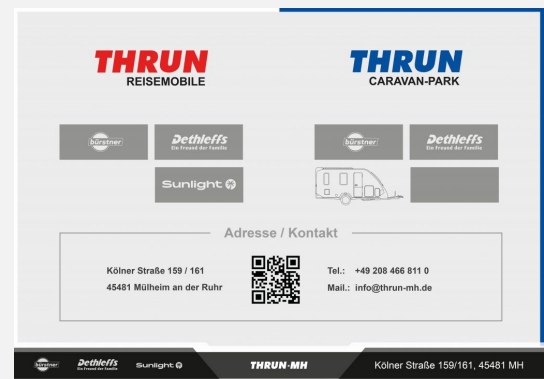 THRUN
REISEMOBILE
THRUN
CARAVAN-PARK
bürstner
Dethleffs
Ein Freund der Familie
bürstner
Dethleffs
Ein Freund der Familie
Sunlight
Adresse / Kontakt
Kölner Straße 159 / 161
45481 Mülheim an der Ruhr
Tel.: +49 208 466 811 0
Mail.: info@thrun-mh.de
bürstner
Dethleffs
Ein Freund der Familie
Sunlight
THRUN-MH
Kölner Straße 159/161, 45481 MH